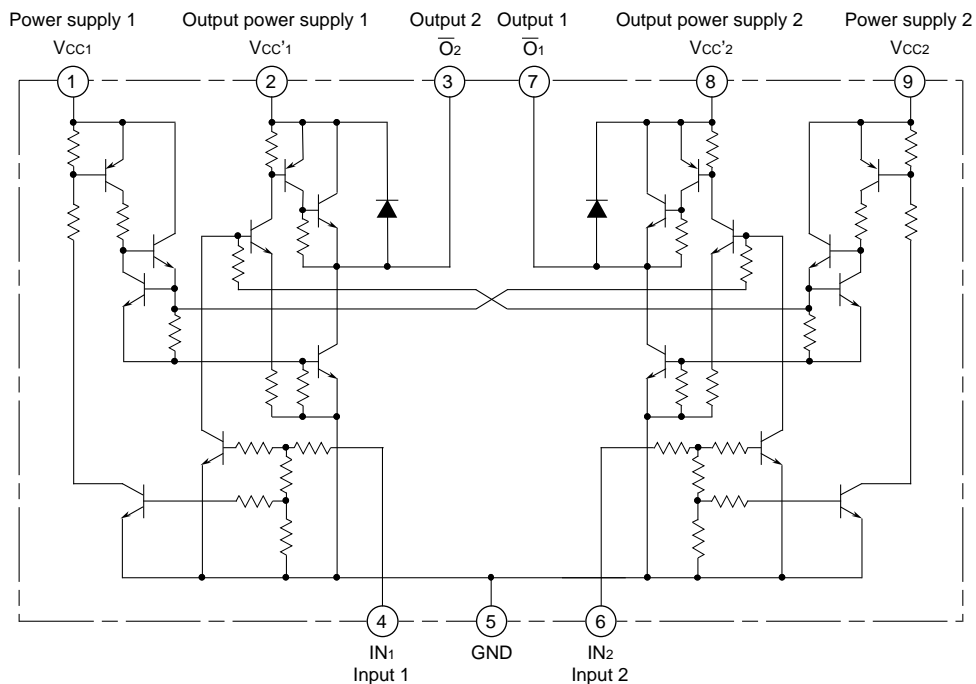 Power supply 1
Output power supply 1
Output 2
Output 1
Output power supply 2
Power supply 2
VCC1
VCC'1
O2
O1
VCC'2
VCC2
1
2
3
7
8
9
4
5
6
IN1
GND
IN2
Input 1
Input 2